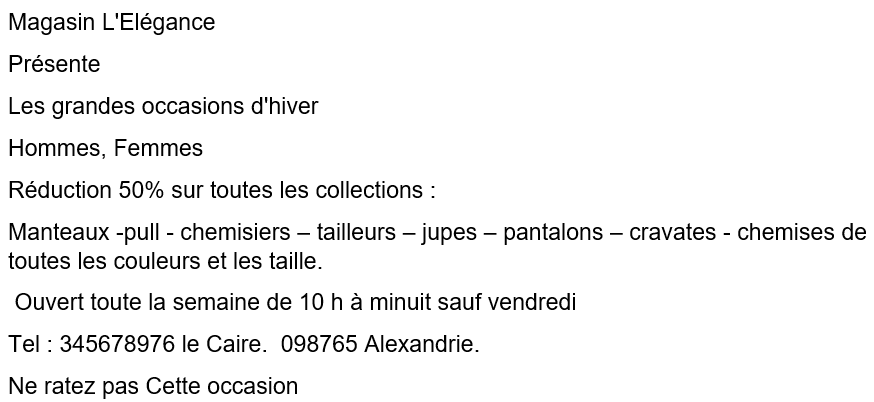 Magasin L'Elégance
Présente
Les grandes occasions d'hiver
Hommes, Femmes
Réduction 50% sur toutes les collections :
Manteaux -pull - chemisiers – tailleurs – jupes – pantalons – cravates - chemises de
toutes les couleurs et les taille.
Ouvert toute la semaine de 10 h à minuit sauf vendredi
Tel : 345678976 le Caire.  098765 Alexandrie.
Ne ratez pas Cette occasion